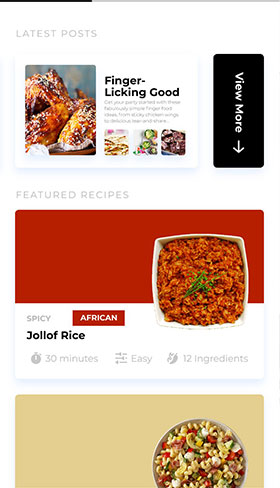 LATEST POSTS
Finger-
Licking Good
Get your party started with these
fabulously simple finger-food
ideas, from sticky chicken wings
to delicious lean-and-share...
View More
FEATURED RECIPES
SPICY
AFRICAN
Jollof Rice
30 minutes
Easy
12 Ingredients